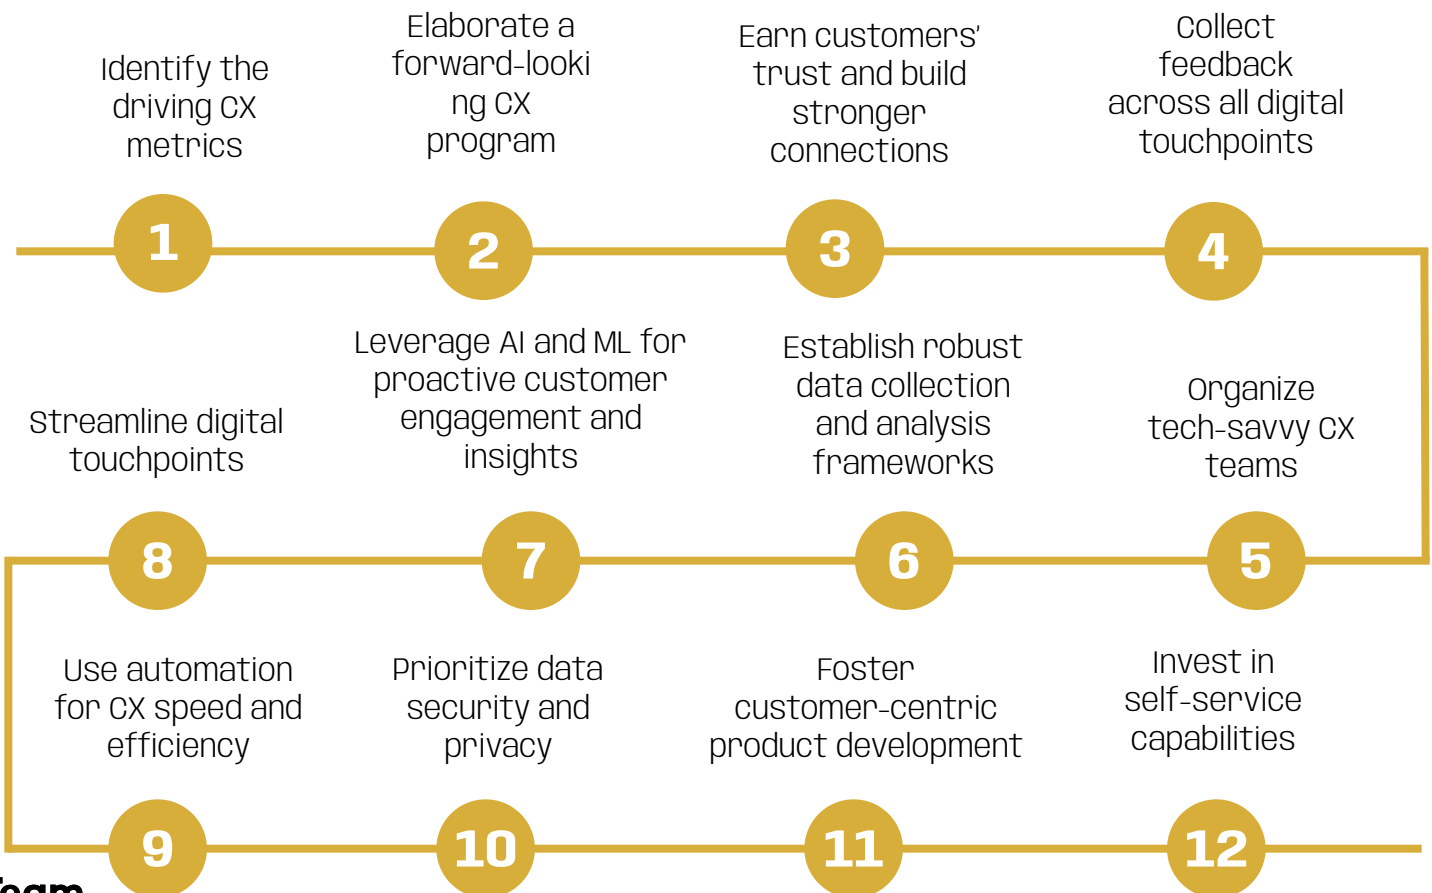 Identify the
driving CX
metrics
Elaborate a
forward-looki
ng CX
program
Earn customers'
trust and build
stronger
connections
Collect
feedback
across all digital
touchpoints
1
2
3
4
Streamline digital
touchpoints
Leverage AI and ML for
proactive customer
engagement and
insights
Establish robust
data collection
and analysis
frameworks
Organize
tech-savvy CX
teams
8
7
6
5
Use automation
for CX speed and
efficiency
Prioritize data
security and
privacy
Foster
customer-centric
product development
Invest in
self-service
capabilities
9
10
11
12